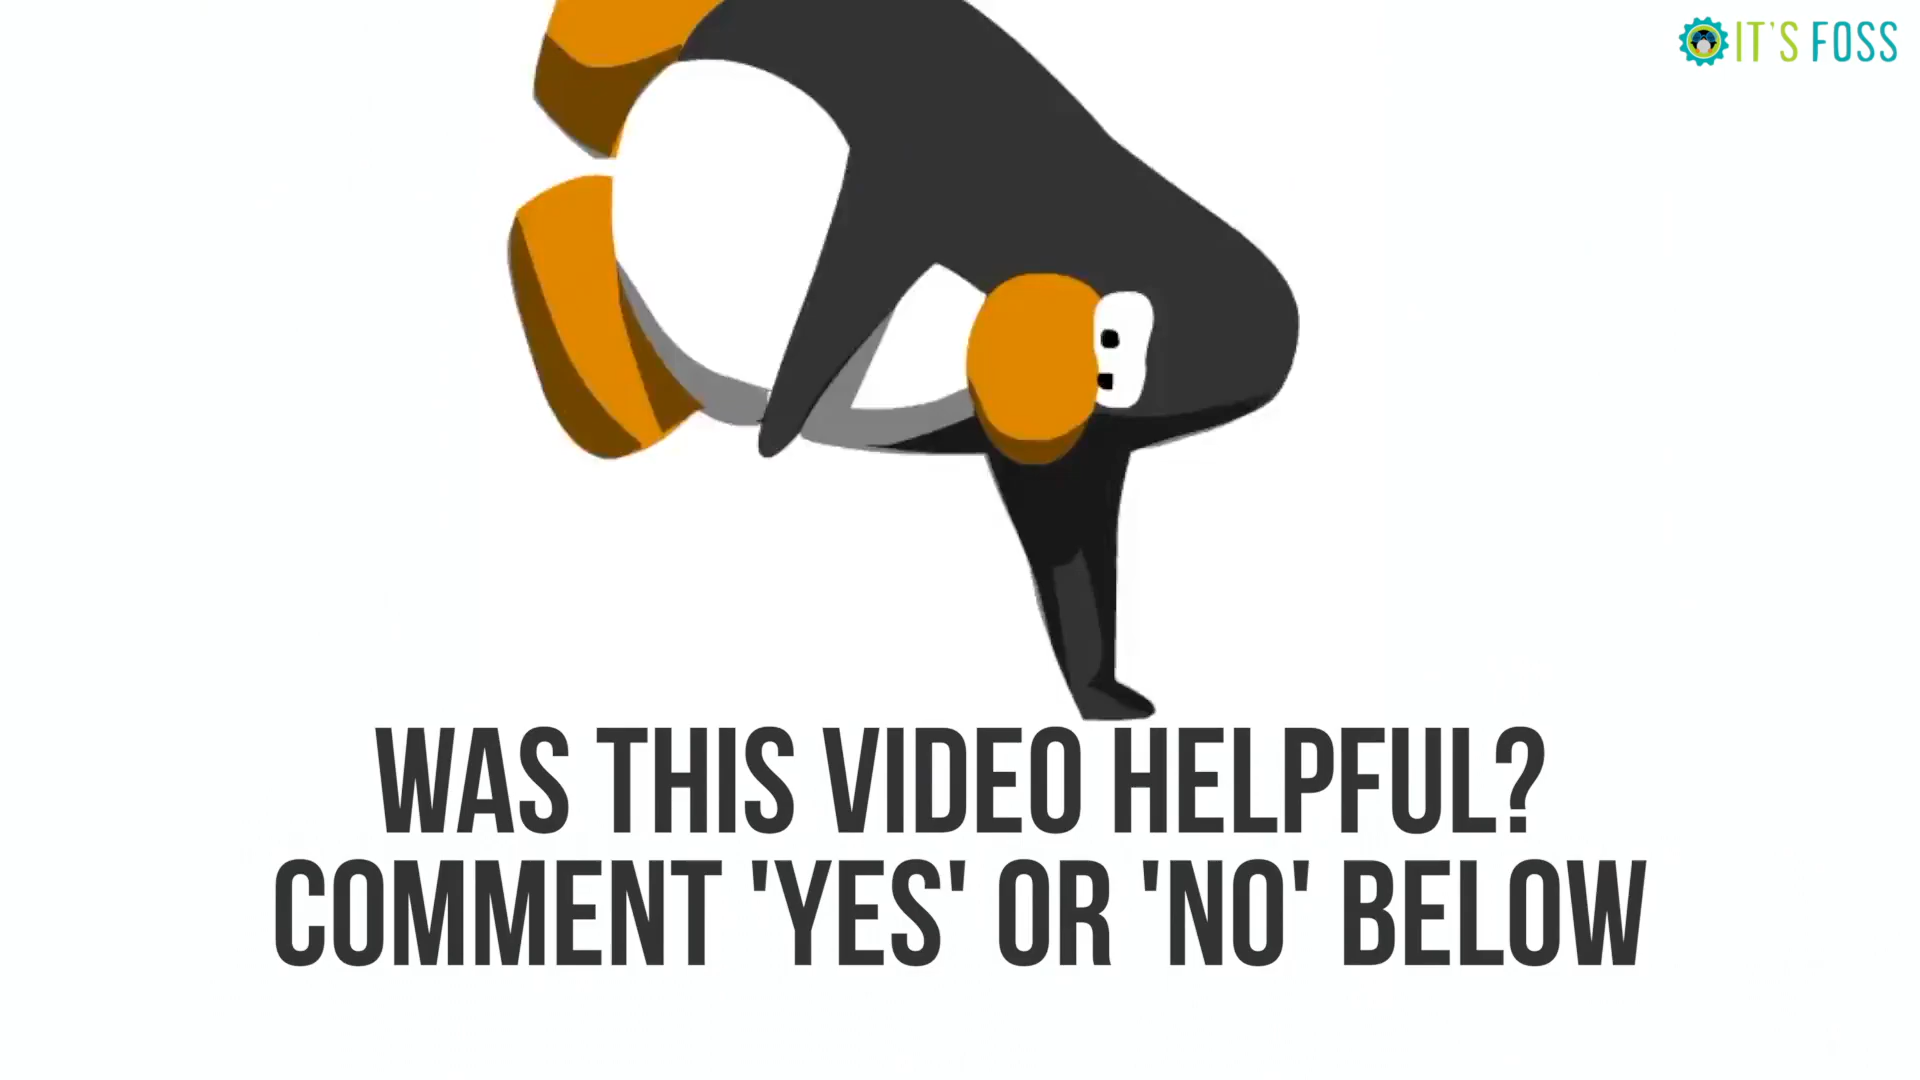 IT'S FOSS
WAS THIS VIDEO HELPFUL?
COMMENT 'YES' OR 'NO' BELOW